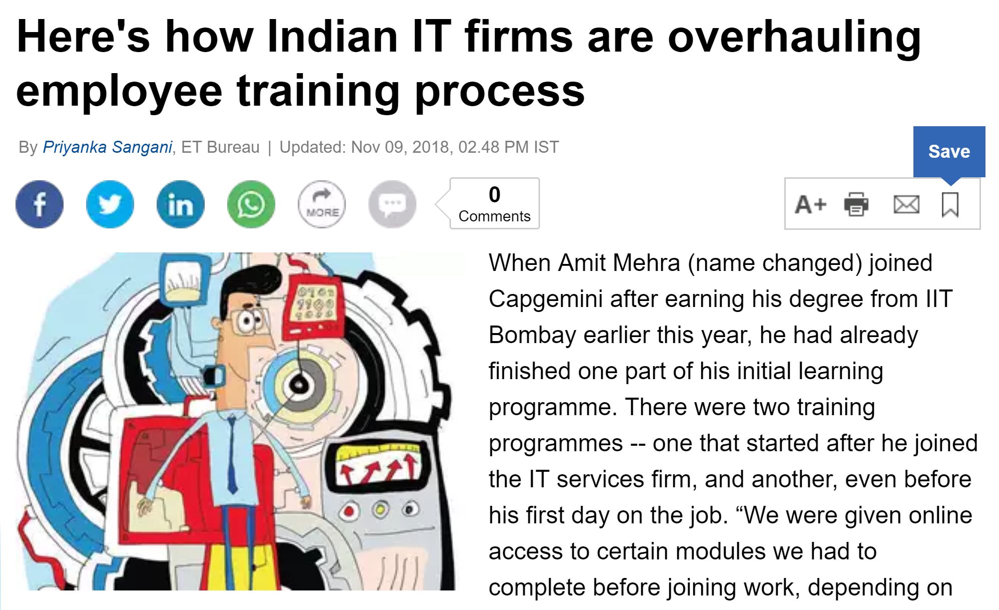 Here's how Indian IT firms are overhauling
employee training process
By Priyanka Sangani, ET Bureau | Updated: Nov 09, 2018, 02.48 PM IST
Save
f
in
MORE
0
Comments
A+
When Amit Mehra (name changed) joined
Capgemini after earning his degree from IIT
Bombay earlier this year, he had already
finished one part of his initial learning
programme. There were two training
programmes -- one that started after he joined
the IT services firm, and another, even before
his first day on the job. “We were given online
access to certain modules we had to
complete before joining work, depending on